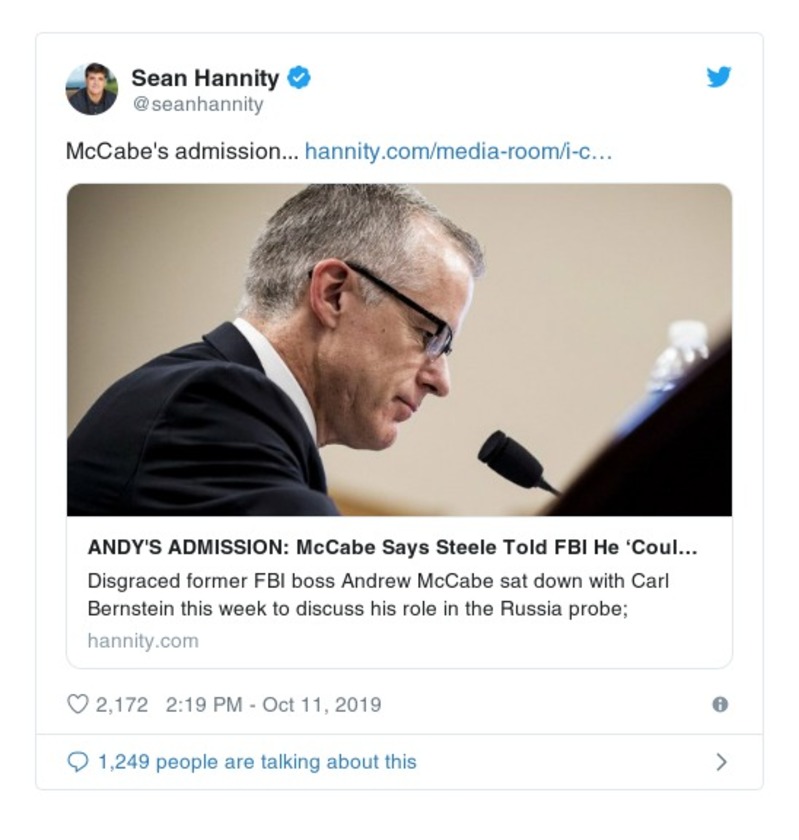 Sean Hannity
@seanhannity
McCabe's admission... hannity.com/media-room/i-c…
ANDY'S ADMISSION: McCabe Says Steele Told FBI He ‘Coul…
Disgraced former FBI boss Andrew McCabe sat down with Carl
Bernstein this week to discuss his role in the Russia probe;
hannity.com
2,172 2:19 PM - Oct 11, 2019
1,249 people are talking about this